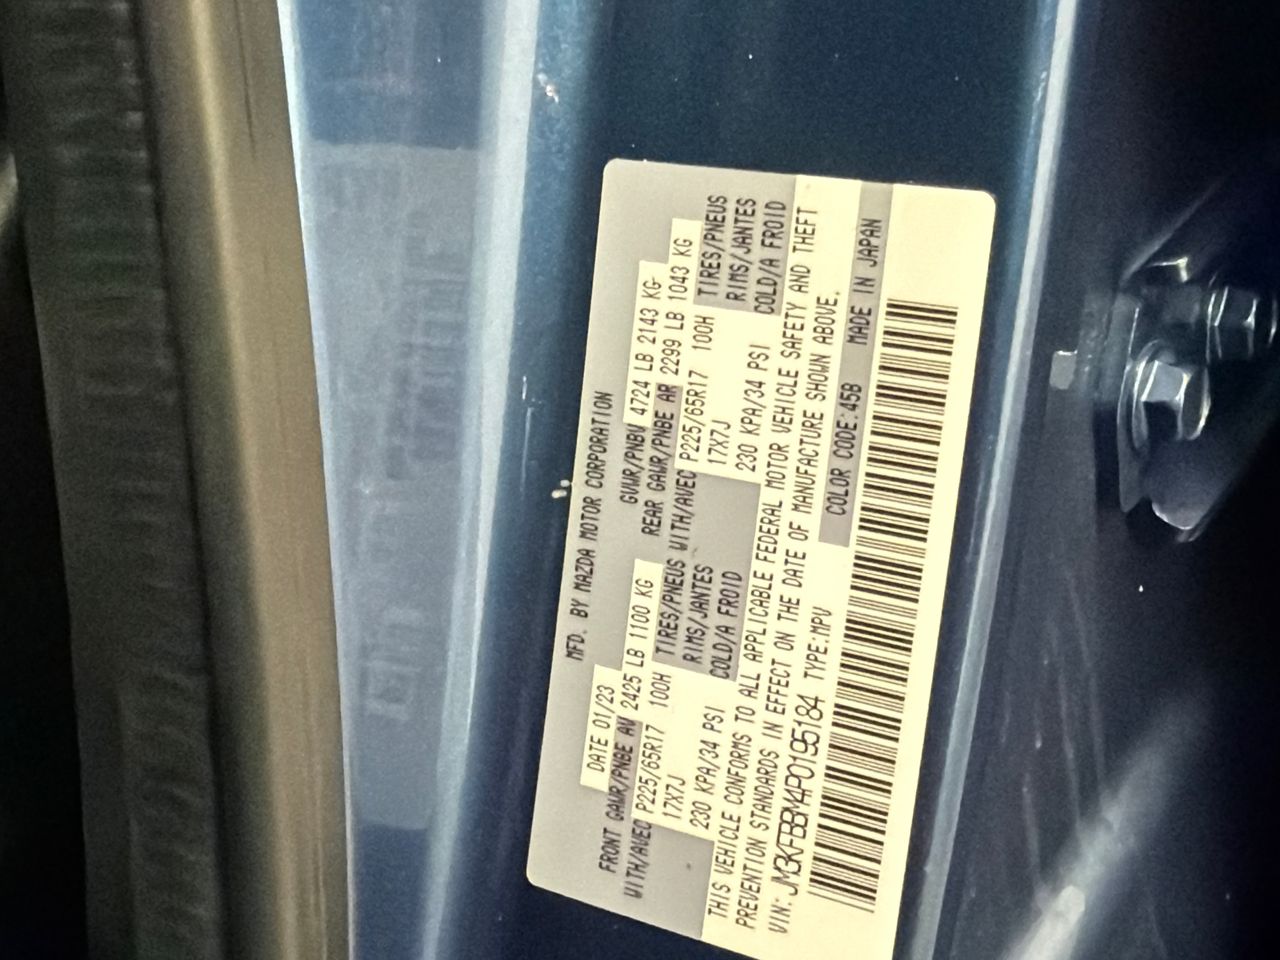 MFD. BY MAZDA MOTOR CORPORATION
DATE 01/23 GVWR/PNBV 4724 LB 2143 KG
FRONT GAWR/PNBE AV 2425 LB 1100 KG REAR GAWR/PNBE AR 2299 LB 1043 KG
WITH/AVEC P225/65R17 100H TIRES/PNEUS WITH/AVEC P225/65R17 100H TIRES/PNEUS
17X7J RIMS/JANTES 17X7J RIMS/JANTES
230 KPA/34 PSI COLD/A FROID 230 KPA/34 PSI COLD/A FROID
THIS VEHICLE CONFORMS TO ALL APPLICABLE FEDERAL MOTOR VEHICLE SAFETY AND THEFT
PREVENTION STANDARDS IN EFFECT ON THE DATE OF MANUFACTURE SHOWN ABOVE.
VIN: JM3KFBBM4P0195184 TYPE:MPV COLOR CODE:45B MADE IN JAPAN